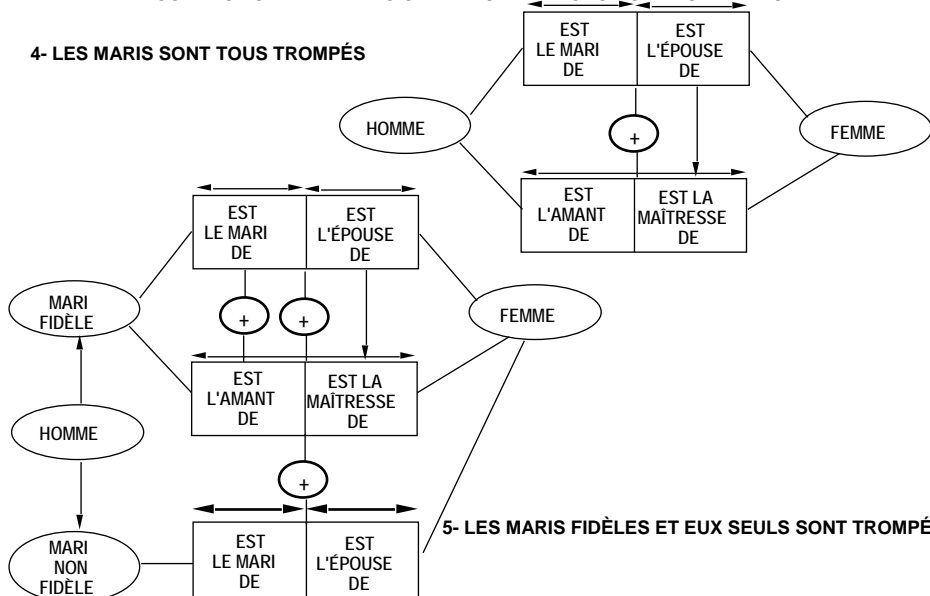 4- LES MARIS SONT TOUS TROMPÉS
EST
LE MARI
DE
EST
L'ÉPOUSE
DE
HOMME
+
FEMME
EST
L'AMANT
DE
EST LA
MAÎTRESSE
DE
EST
LE MARI
DE
EST
L'ÉPOUSE
DE
MARI
FIDÈLE
+
+
FEMME
EST
L'AMANT
DE
EST LA
MAÎTRESSE
DE
HOMME
+
5- LES MARIS FIDÈLES ET EUX SEULS SONT TROMPÉ
MARI
NON
FIDÈLE
EST
LE MARI
DE
EST
L'ÉPOUSE
DE